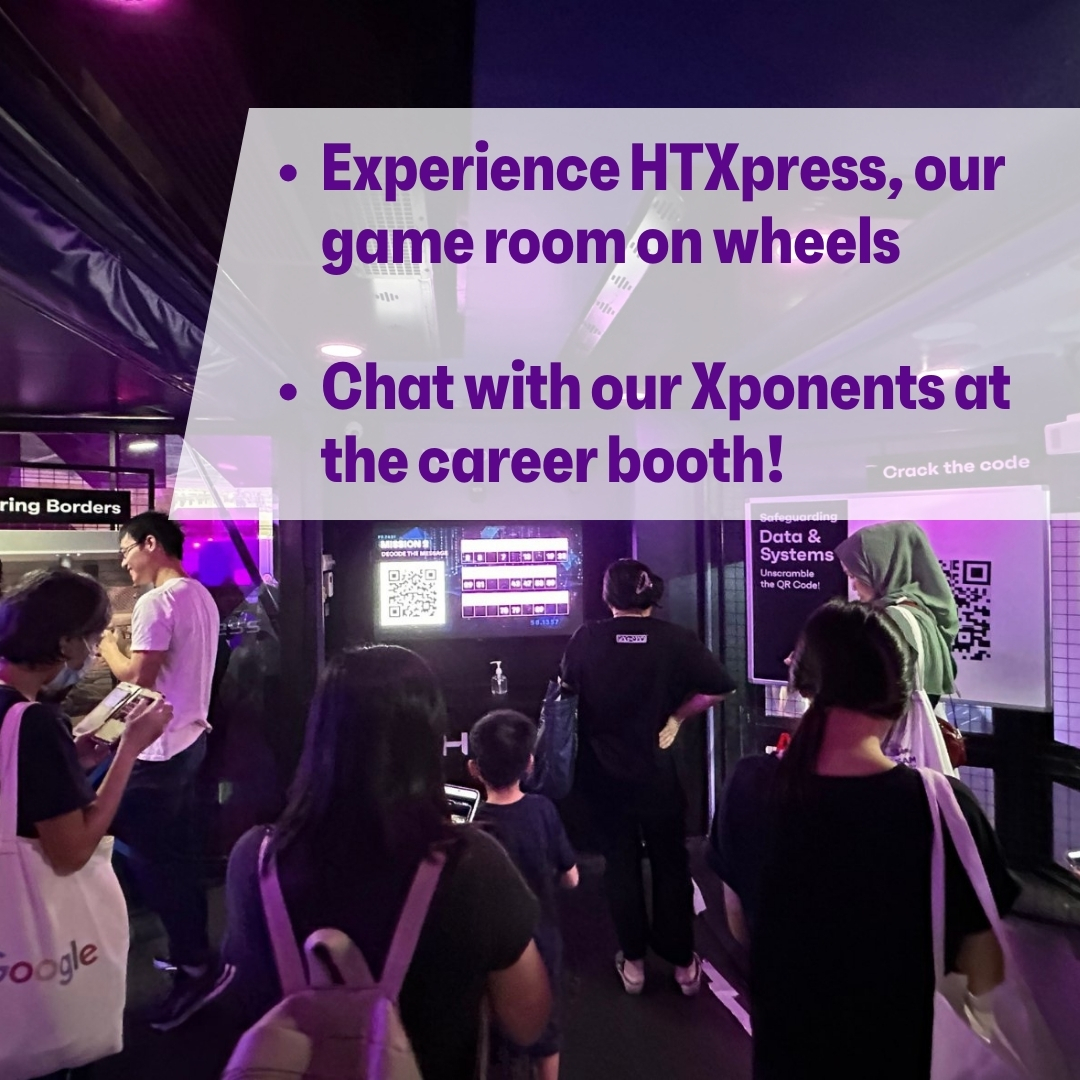 • Experience HTXpress, our
game room on wheels
• Chat with our Xponents at
the career booth!
Crack the code
ring Borders
MISSION 2
DECODE THE MESSAGE
Safeguarding
Data &
Systems
Unscramble
the QR Code!
H
Google